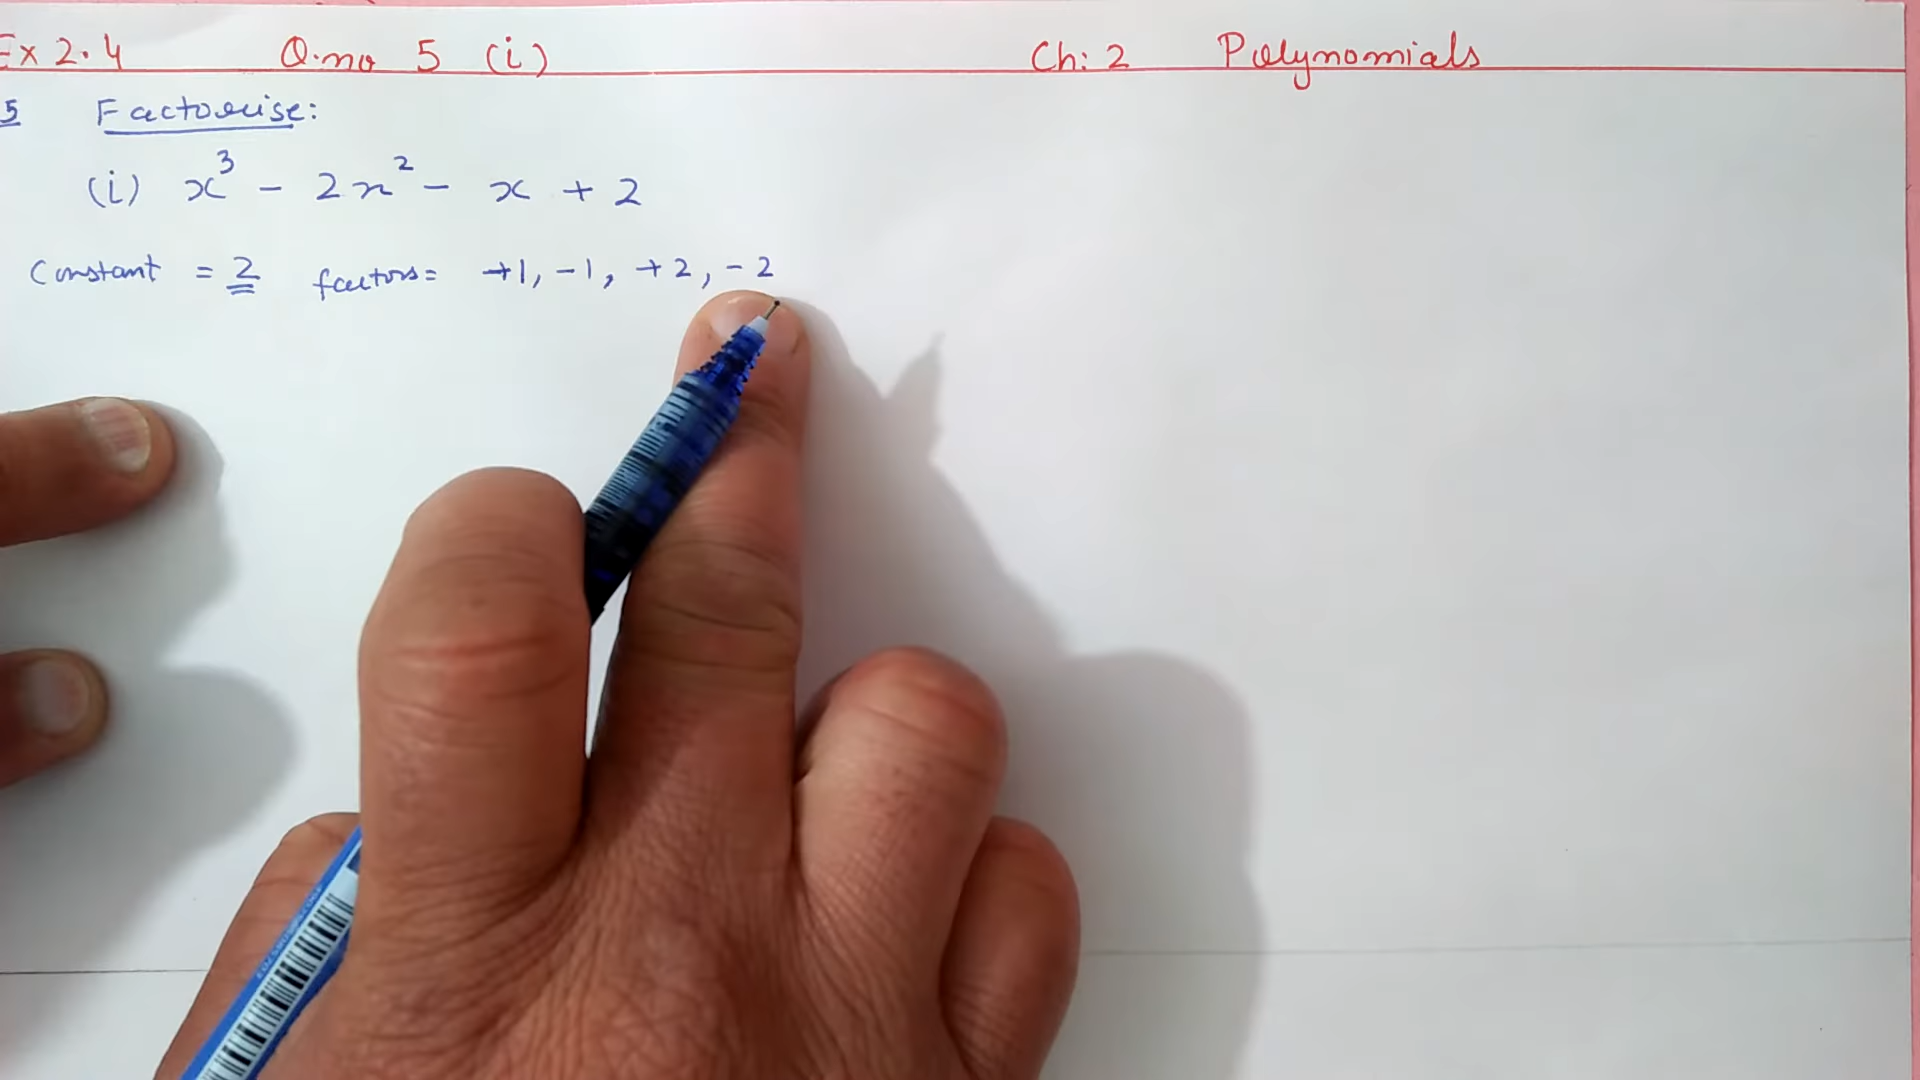 Ex 2.4 Q.no 5 (i) Ch: 2 Polynomials
5 Factorise:
(i) x³ - 2x² - x + 2
Constant = 2 factors= +1, -1, +2, -2